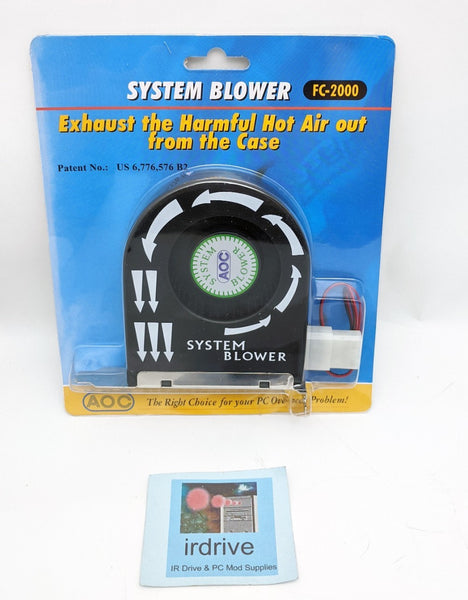 SYSTEM BLOWER FC-2000
Exhaust the Harmful Hot Air out
from the Case
Patent No.: US 6,776,576 B2
SYSTEM
AOC
BLOWER
SYSTEM
BLOWER
AOC The Right Choice for your PC Problem!
irdrive
IR Drive & PC Mod Supplies